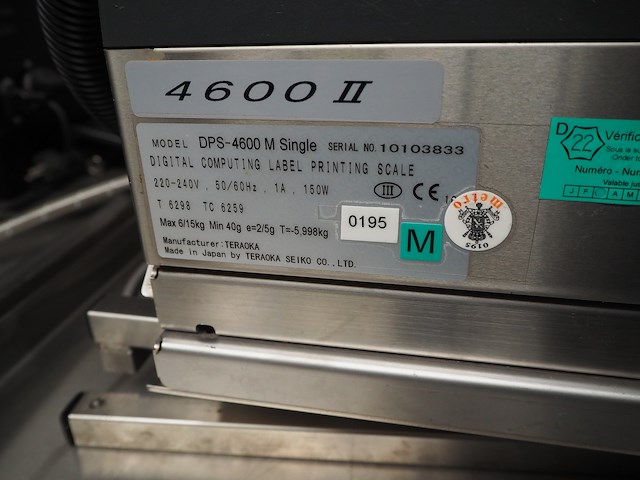 4600 II
MODEL DPS-4600 M Single SERIAL NO. 10103833
DIGITAL COMPUTING LABEL PRINTING SCALE
220-240V, 50/60Hz, 1A, 150W III CE
T 6298 TC 6259
Max 6/15kg Min 40g e=2/5g T=-5,998kg
Manufacturer:TERAOKA
Made in Japan by TERAOKA SEIKO CO.,LTD.
0195
M
metro
0195
D 22
Numéro - Num
J F A M